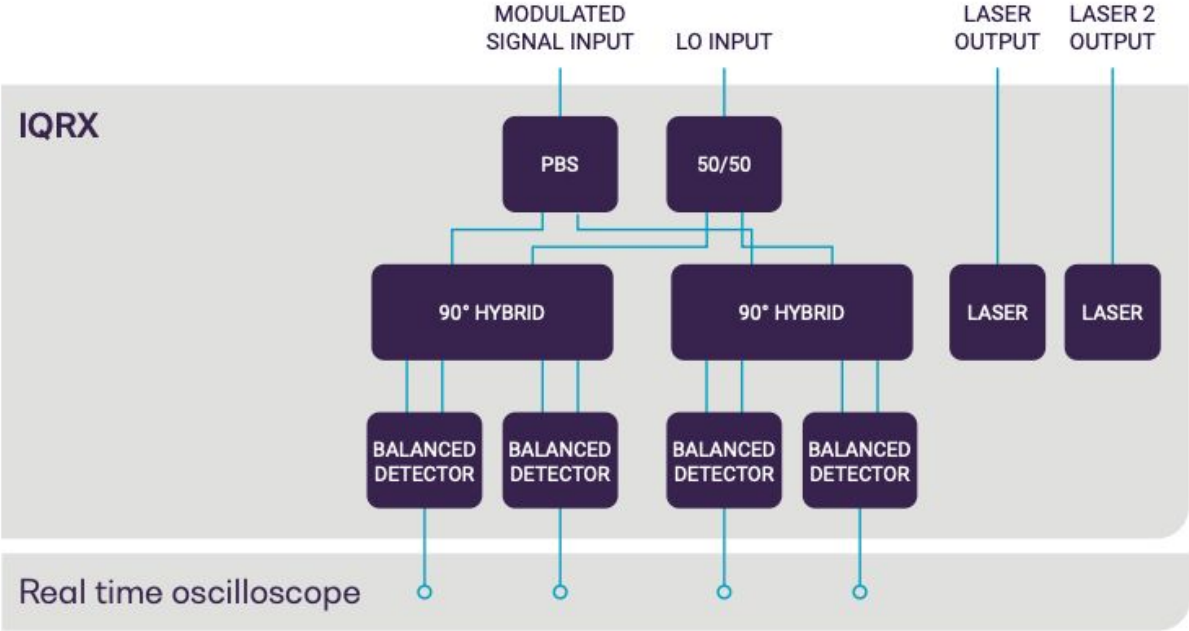 MODULATED
SIGNAL INPUT
LO INPUT
LASER
OUTPUT
LASER 2
OUTPUT
IQRX
PBS
50/50
90° HYBRID
90° HYBRID
LASER
LASER
BALANCED
DETECTOR
BALANCED
DETECTOR
BALANCED
DETECTOR
BALANCED
DETECTOR
Real time oscilloscope